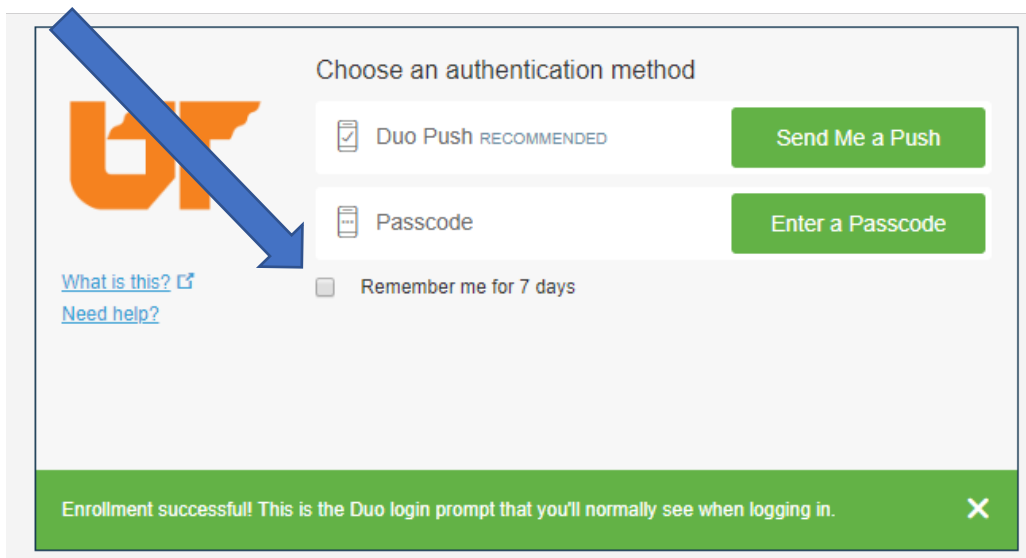 Choose an authentication method
UT
Duo Push RECOMMENDED
Send Me a Push
Passcode
Enter a Passcode
What is this?
Need help?
Remember me for 7 days
Enrollment successful! This is the Duo login prompt that you'll normally see when logging in.